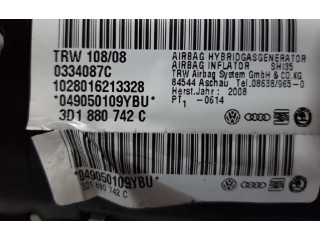 TRW 108/08
0334087C
1028016213328
*049050109YBU*
3D1 880 742 C
AIRBAG HYBRIDGASGENERATOR
AIRBAG INFLATOR SHI35
TRW Airbag System GmbH & CO.KG
84544 Aschau Tel.08638/965-0
Herst.Jahr: 2008
PT1 -0614
*049050109YBU*
3D1 880 742 C